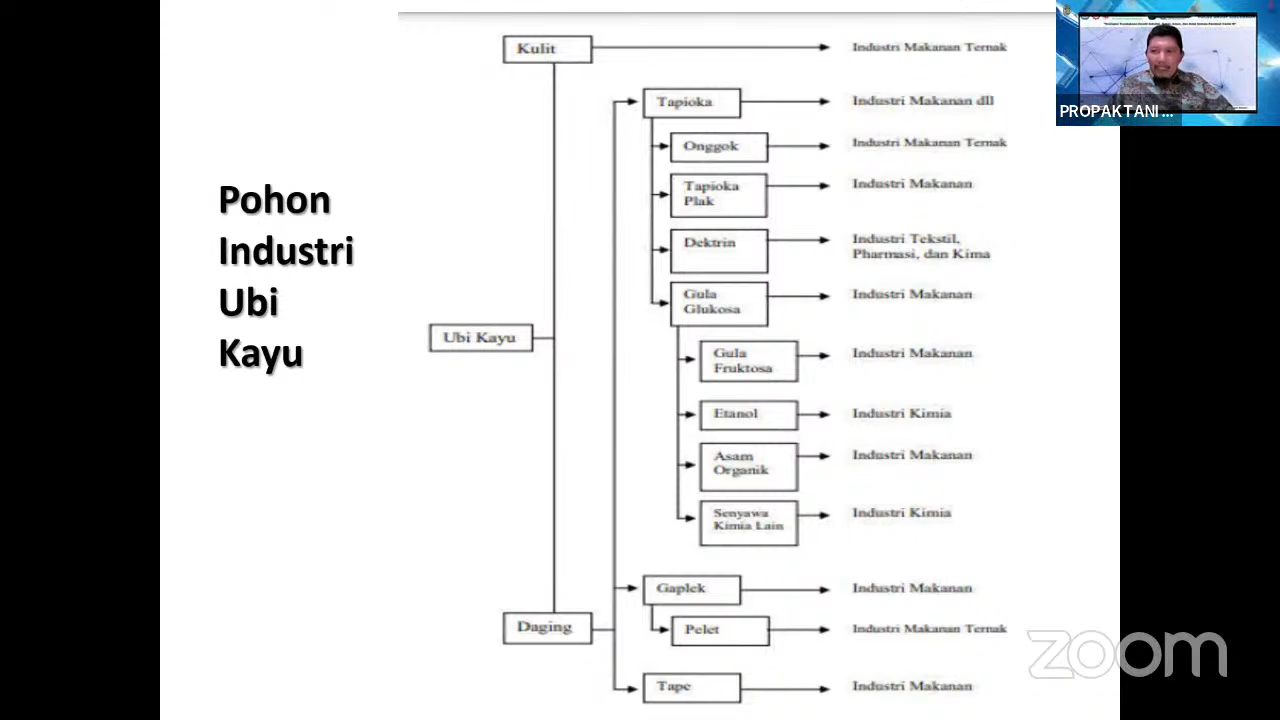 Pohon
Industri
Ubi
Kayu
Ubi Kayu
Kulit
Industri Makanan Ternak
Daging
Tapioka
Industri Makanan dll
Onggok
Industri Makanan Ternak
Tapioka
Plak
Industri Makanan
Dektrin
Industri Tekstil,
Pharmasi, dan Kima
Gula
Glukosa
Industri Makanan
Gula
Fruktosa
Industri Makanan
Etanol
Industri Kimia
Asam
Organik
Industri Makanan
Senyawa
Kimia Lain
Industri Kimia
Gaplek
Industri Makanan
Pelet
Industri Makanan Ternak
Tape
Industri Makanan
PROPAKTANI ...
zoom